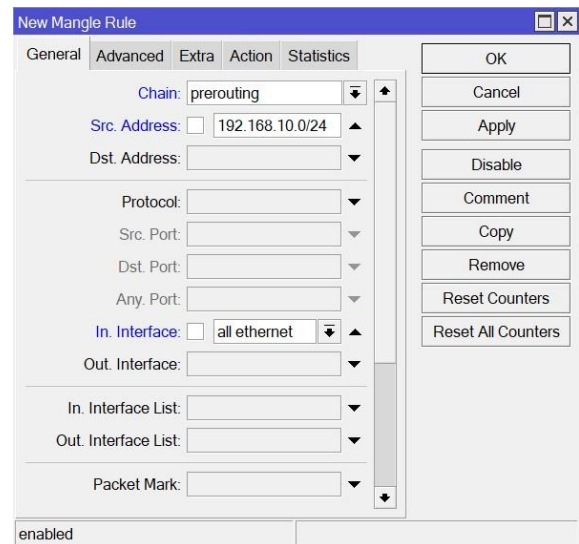 New Mangle Rule
General Advanced Extra Action Statistics
Chain: prerouting
Src. Address: 192.168.10.0/24
Dst. Address:
Protocol:
Src. Port:
Dst. Port:
Any. Port:
In. Interface: all ethernet
Out. Interface:
In. Interface List:
Out. Interface List:
Packet Mark:
OK
Cancel
Apply
Disable
Comment
Copy
Remove
Reset Counters
Reset All Counters
enabled